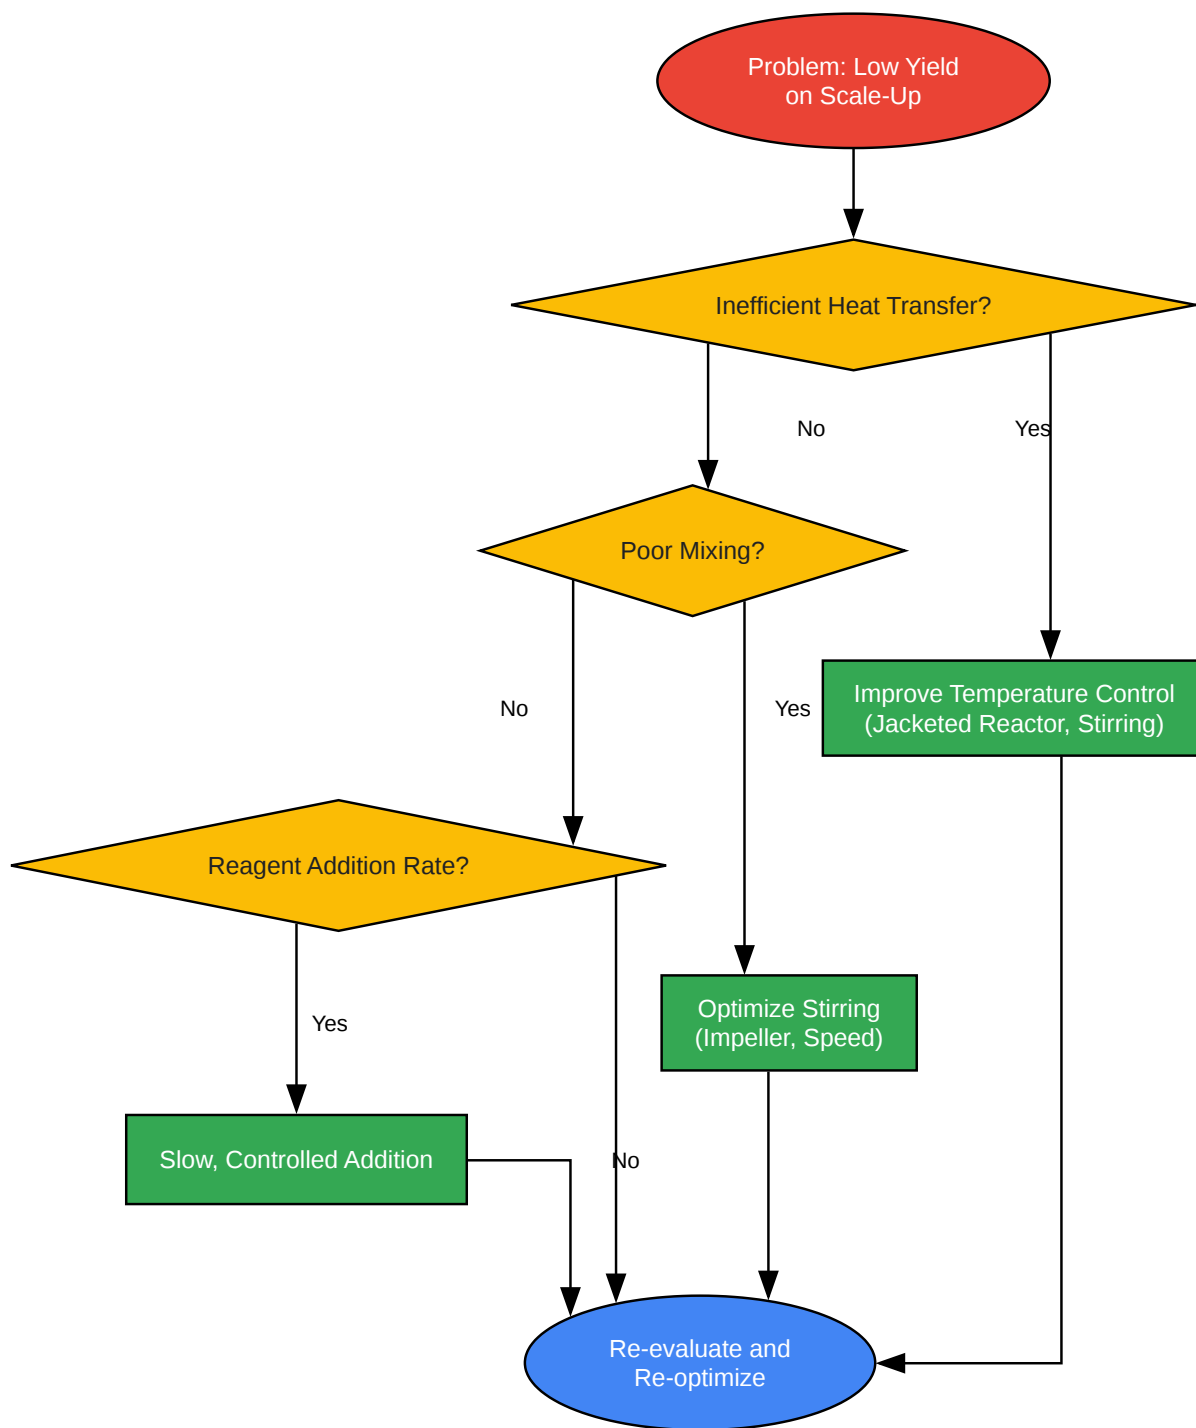 Problem: Low Yield
on Scale-Up
Inefficient Heat Transfer?
No
Yes
Poor Mixing?
No
Yes
Improve Temperature Control
(Jacketed Reactor, Stirring)
Reagent Addition Rate?
Yes
Optimize Stirring
(Impeller, Speed)
Slow, Controlled Addition
No
Re-evaluate and
Re-optimize